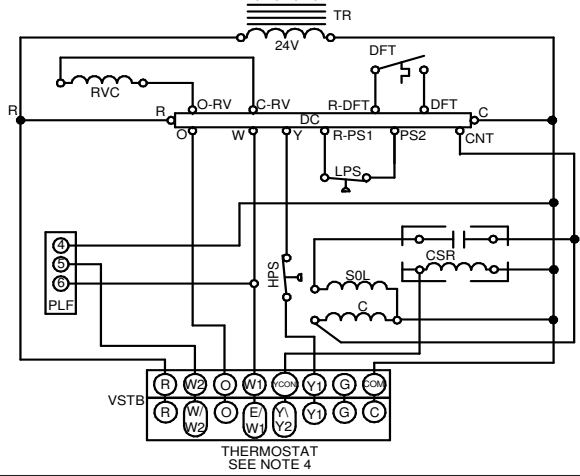 TR
24V
DFT
RVC
O-RV
C-RV
R-DFT
DFT
R
R
DC
C
O
W
Y
R-PS1
PS2
CNT
LPS
4
5
6
PLF
HPS
CSR
S0L
C
VSTB
R
W2
O
W1
YCON
Y1
G
COM
R
W/
W2
O
E/
W1
Y\
Y2
Y1
G
C
THERMOSTAT
SEE NOTE 4